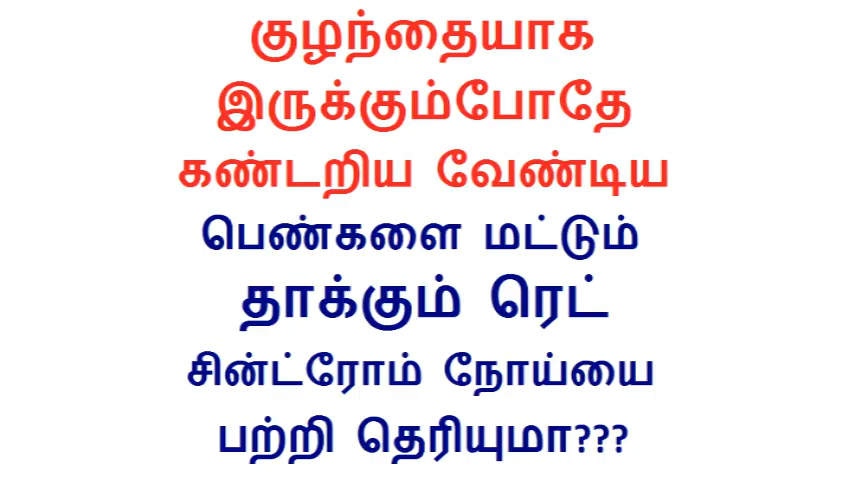 குழந்தையாக
இருக்கும்போதே
கண்டறிய வேண்டிய
பெண்களை மட்டும்
தாக்கும் ரெட்
சின்ட்ரோம் நோய்யை
பற்றி தெரியுமா???